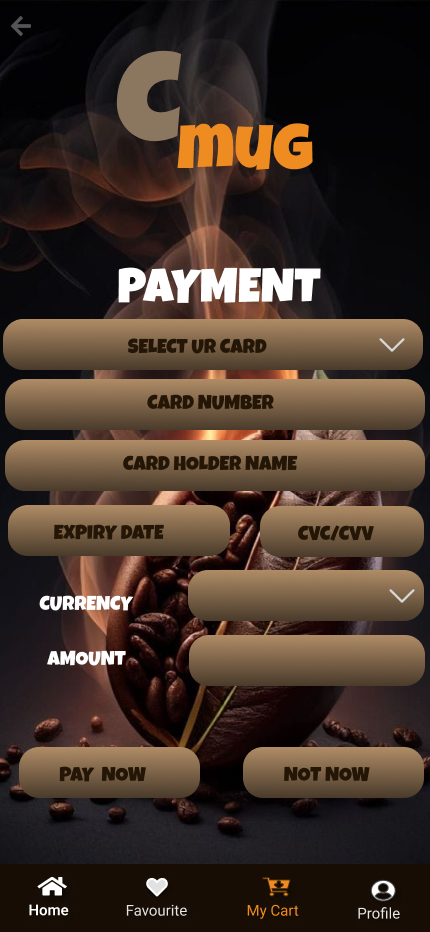 C
MUG
PAYMENT
SELECT UR CARD
CARD NUMBER
CARD HOLDER NAME
EXPIRY DATE
CVC/CVV
CURRENCY
AMOUNT
PAY NOW
NOT NOW
Home
Favourite
My Cart
Profile